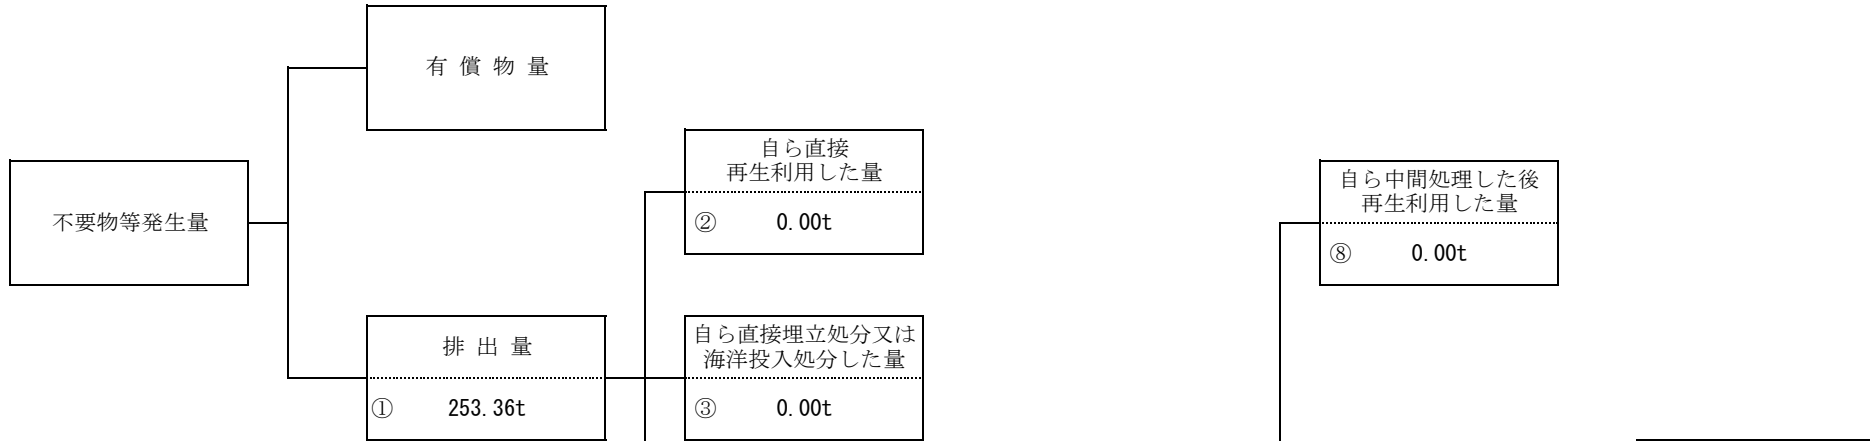 有償物量
自ら直接
再生利用した量
② 0.00t
自ら中間処理した後
再生利用した量
⑧ 0.00t
不要物等発生量
排出量
① 253.36t
自ら直接埋立処分又は
海洋投入処分した量
③ 0.00t